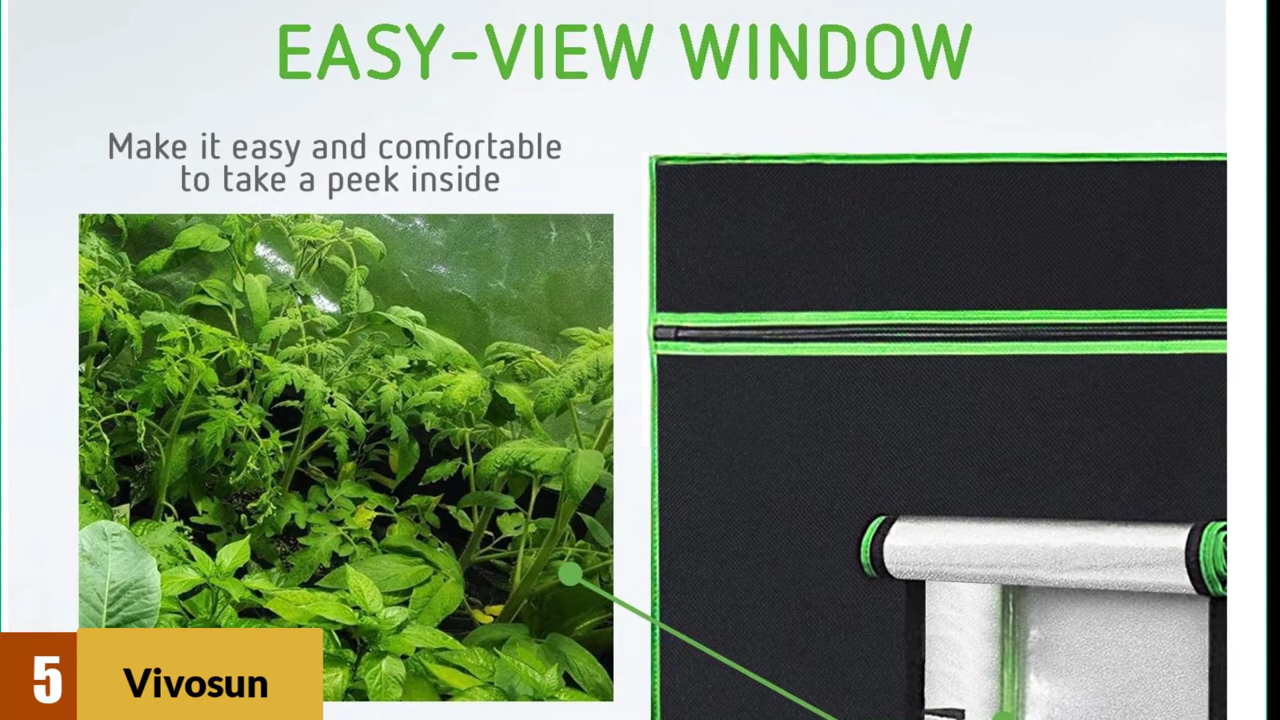 EASY-VIEW WINDOW
Make it easy and comfortable
to take a peek inside
5
Vivosun